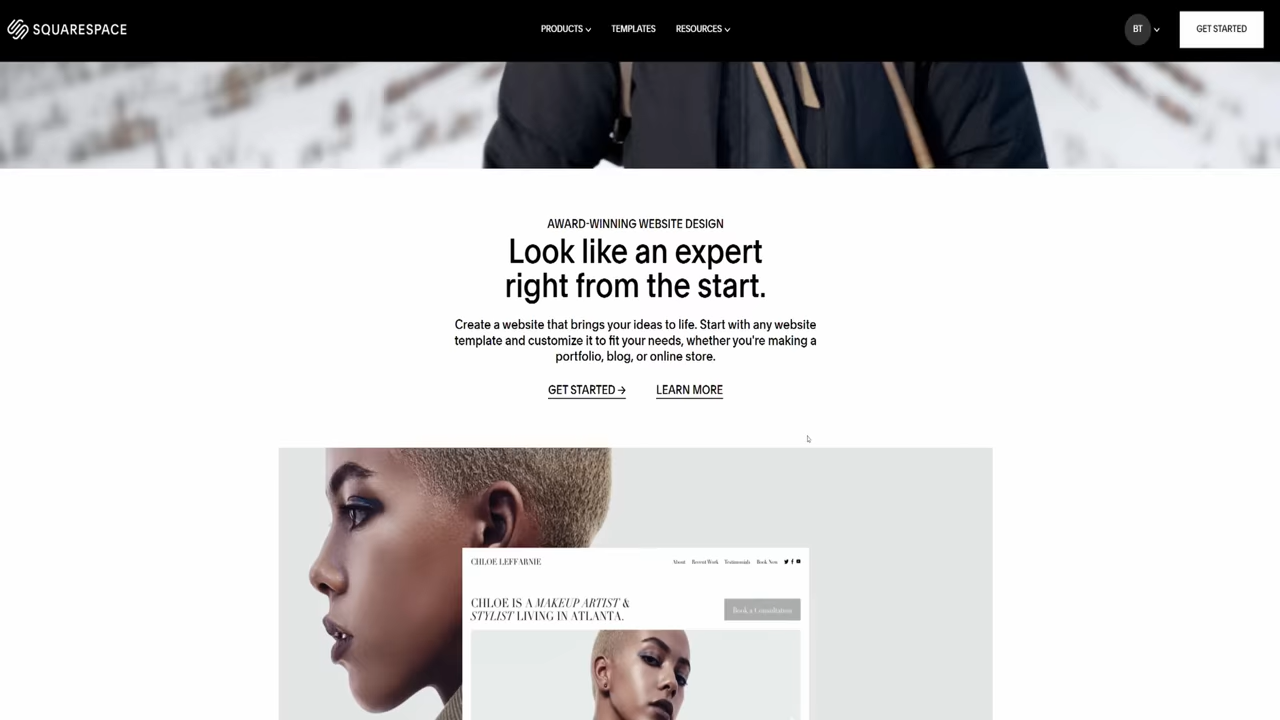 SQUARESPACE
PRODUCTS
TEMPLATES
RESOURCES
BT
GET STARTED
AWARD-WINNING WEBSITE DESIGN
Look like an expert
right from the start.
Create a website that brings your ideas to life. Start with any website
template and customize it to fit your needs, whether you're making a
portfolio, blog, or online store.
GET STARTED →
LEARN MORE
CHLOE LEFFARNIE
About Recent Work Testimonials Book Now
CHLOE IS A MAKEUP ARTIST &
STYLIST LIVING IN ATLANTA.
Book a Consultation